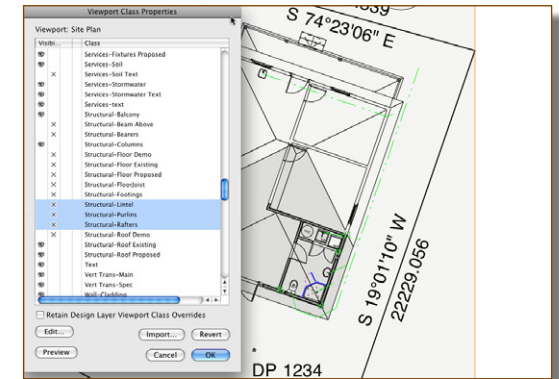 Viewport Class Properties
Viewport: Site Plan
Visibi... Class
Services-Fixtures Proposed
Services-Soil
Services-Soil Text
Services-Stormwater
Services-Stormwater Text
Services-text
Structural-Balcony
Structural-Beam Above
Structural-Bearers
Structural-Columns
Structural-Floor Demo
Structural-Floor Existing
Structural-Floor Proposed
Structural-FloorJoist
Structural-Footings
Structural-Lintel
Structural-Purlins
Structural-Rafters
Structural-Roof Demo
Structural-Roof Existing
Structural-Roof Proposed
Text
Vert Trans-Main
Vert Trans-Spec
Wall-Cladding
Retain Design Layer Viewport Class Overrides
Edit...
Import...
Revert
Preview
Cancel
OK
S 74°23'06" E
S 19°01'10" W
22229.056
DP 1234